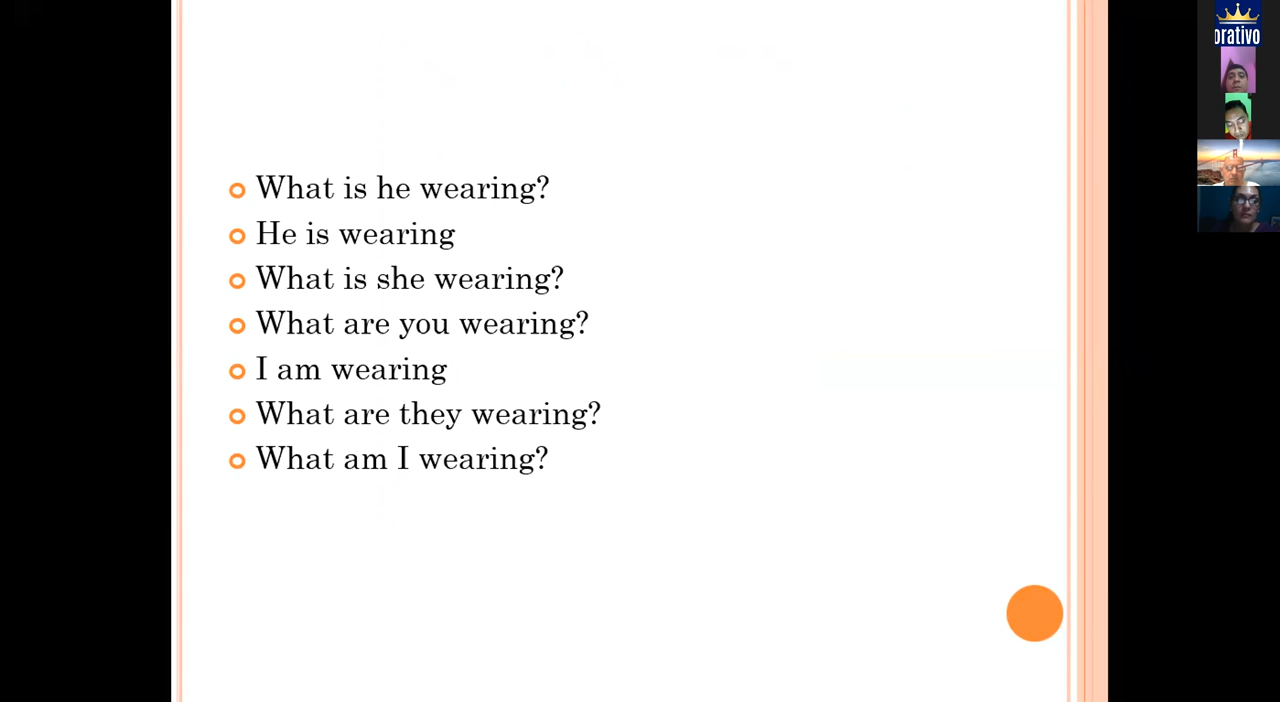 orativo
What is he wearing?
He is wearing
What is she wearing?
What are you wearing?
I am wearing
What are they wearing?
What am I wearing?